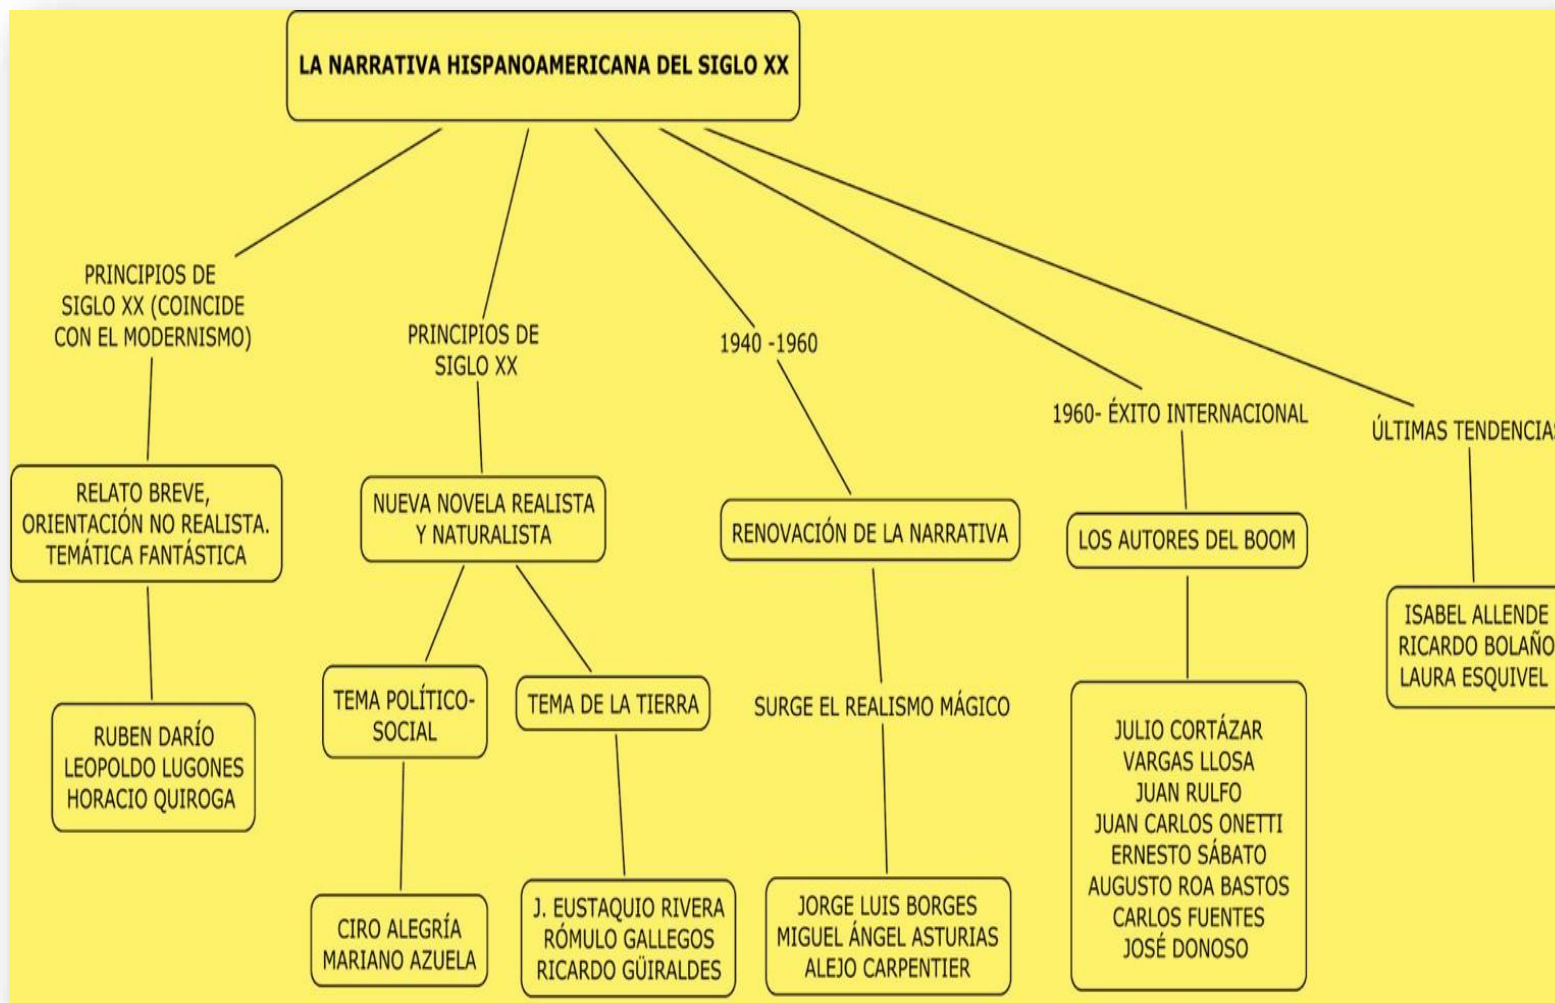 LA NARRATIVA HISPANOAMERICANA DEL SIGLO XX
PRINCIPIOS DE
SIGLO XX (COINCIDE
CON EL MODERNISMO)
RELATO BREVE,
ORIENTACIÓN NO REALISTA.
TEMÁTICA FANTÁSTICA
RUBEN DARÍO
LEOPOLDO LUGONES
HORACIO QUIROGA
PRINCIPIOS DE
SIGLO XX
NUEVA NOVELA REALISTA
Y NATURALISTA
TEMA POLÍTICO-
SOCIAL
CIRO ALEGRÍA
MARIANO AZUELA
TEMA DE LA TIERRA
J. EUSTAQUIO RIVERA
RÓMULO GALLEGOS
RICARDO GÜIRALDES
1940 -1960
RENOVACIÓN DE LA NARRATIVA
SURGE EL REALISMO MÁGICO
JORGE LUIS BORGES
MIGUEL ÁNGEL ASTURIAS
ALEJO CARPENTIER
1960- ÉXITO INTERNACIONAL
LOS AUTORES DEL BOOM
JULIO CORTÁZAR
VARGAS LLOSA
JUAN RULFO
JUAN CARLOS ONETTI
ERNESTO SÁBATO
AUGUSTO ROA BASTOS
CARLOS FUENTES
JOSÉ DONOSO
ÚLTIMAS TENDENCIAS
ISABEL ALLENDE
RICARDO BOLAÑO
LAURA ESQUIVEL